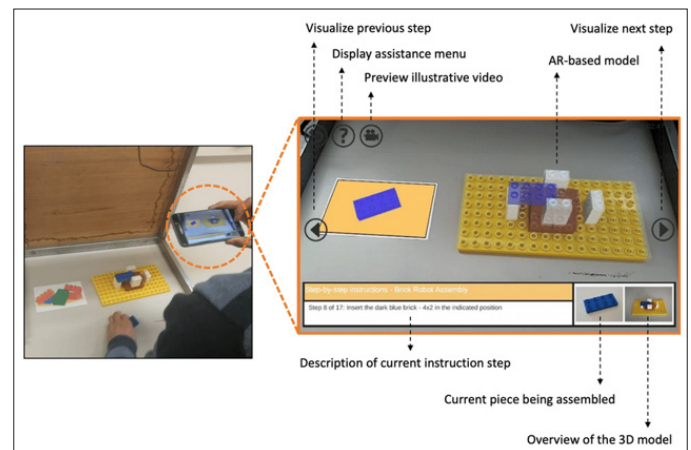 Visualize previous step
Visualize next step
Display assistance menu
AR-based model
Preview illustrative video
?
Step-by-step instructions - Brick Robot Assembly
Step 8 of 17: Insert the dark blue brick - 4x2 in the indicated position
Description of current instruction step
Current piece being assembled
Overview of the 3D model